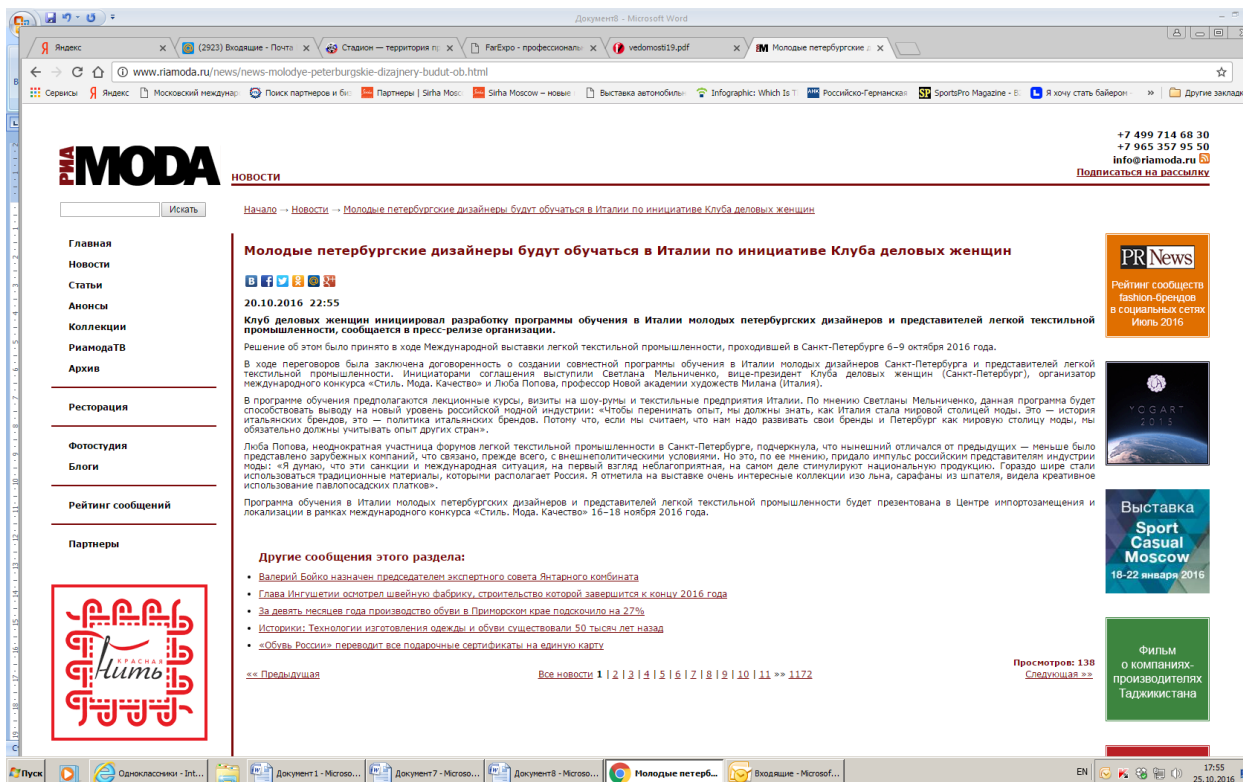 Документ8 - Microsoft Word
Яндекс
(2923) Входящие - Почта
Стадион — территория пр
FarExpo - профессиональн
vedomosti19.pdf
Молодые петербургские д
www.riamoda.ru/news/news-molodye-peterburgskie-dizajnery-budut-ob.html
Сервисы
Яндекс
Московский междунар
Поиск партнеров и биз
Партнеры | Sirha Mosc
Sirha Moscow – новые
Выставка автомобильн
Infographic: Which Is T
Российско-Германская
SportsPro Magazine - B
Я хочу стать байером
Другие закладк
РИА MODA
НОВОСТИ
+7 499 714 68 30
+7 965 357 95 50
info@riamoda.ru
Подписаться на рассылку
Искать
Начало → Новости → Молодые петербургские дизайнеры будут обучаться в Италии по инициативе Клуба деловых женщин
Главная
Новости
Статьи
Анонсы
Коллекции
РиамодаТВ
Архив
Ресторация
Фотостудия
Блоги
Рейтинг сообщений
Партнеры
КРАСНАЯ
Нить
Молодые петербургские дизайнеры будут обучаться в Италии по инициативе Клуба деловых женщин
20.10.2016 22:55
Клуб деловых женщин инициировал разработку программы обучения в Италии молодых петербургских дизайнеров и представителей легкой текстильной
промышленности, сообщается в пресс-релизе организации.
Решение об этом было принято в ходе Международной выставки легкой текстильной промышленности, проходившей в Санкт-Петербурге 6–9 октября 2016 года.
В ходе переговоров была заключена договоренность о создании совместной программы обучения в Италии молодых дизайнеров Санкт-Петербурга и представителей легкой
текстильной промышленности. Инициаторами соглашения выступили Светлана Мельниченко, вице-президент Клуба деловых женщин (Санкт-Петербург), организатор
международного конкурса «Стиль. Мода. Качество» и Люба Попова, профессор Новой академии художеств Милана (Италия).
В программе обучения предполагаются лекционные курсы, визиты на шоу-румы и текстильные предприятия Италии. По мнению Светланы Мельниченко, данная программа будет
способствовать выводу на новый уровень российской модной индустрии: «Чтобы перенимать опыт, мы должны знать, как Италия стала мировой столицей моды. Это — история
итальянских брендов, это — политика итальянских брендов. Потому что, если мы считаем, что нам надо развивать свои бренды и Петербург как мировую столицу моды, мы
обязательно должны учитывать опыт других стран».
Люба Попова, неоднократная участница форумов легкой текстильной промышленности в Санкт-Петербурге, подчеркнула, что нынешний отличался от предыдущих — меньше было
представлено зарубежных компаний, что связано, прежде всего, с внешнеполитическими условиями. Но это, по ее мнению, придало импульс российским представителям индустрии
моды: «Я думаю, что эти санкции и международная ситуация, на первый взгляд неблагоприятная, на самом деле стимулируют национальную продукцию. Гораздо шире стали
использоваться традиционные материалы, которыми располагает Россия. Я отметила на выставке очень интересные коллекции изо льна, сарафаны из шпателя, видела креативное
использование павлопосадских платков».
Программа обучения в Италии молодых петербургских дизайнеров и представителей легкой текстильной промышленности будет презентована в Центре импортозамещения и
локализации в рамках международного конкурса «Стиль. Мода. Качество» 16–18 ноября 2016 года.
Другие сообщения этого раздела:
Валерий Бойко назначен председателем экспертного совета Янтарного комбината
Глава Ингушетии осмотрел швейную фабрику, строительство которой завершится к концу 2016 года
За девять месяцев года производство обуви в Приморском крае подскочило на 27%
Историки: Технологии изготовления одежды и обуви существовали 50 тысяч лет назад
«Обувь России» переводит все подарочные сертификаты на единую карту
Просмотров: 138
«« Предыдущая
Все новости 1 | 2 | 3 | 4 | 5 | 6 | 7 | 8 | 9 | 10 | 11 »» 1172
Следующая »»
PR News
Рейтинг сообществ
fashion-брендов
в социальных сетях
Июль 2016
YCGART
2015
Выставка
Sport
Casual
Moscow
18-22 января 2016
Фильм
о компаниях-
производителях
Таджикистана
Пуск
Одноклассники - Int...
Документ1 - Microso...
Документ7 - Microso...
Документ8 - Microso...
Молодые петерб...
Входящие - Microsof...
EN
17:55
25.10.2016